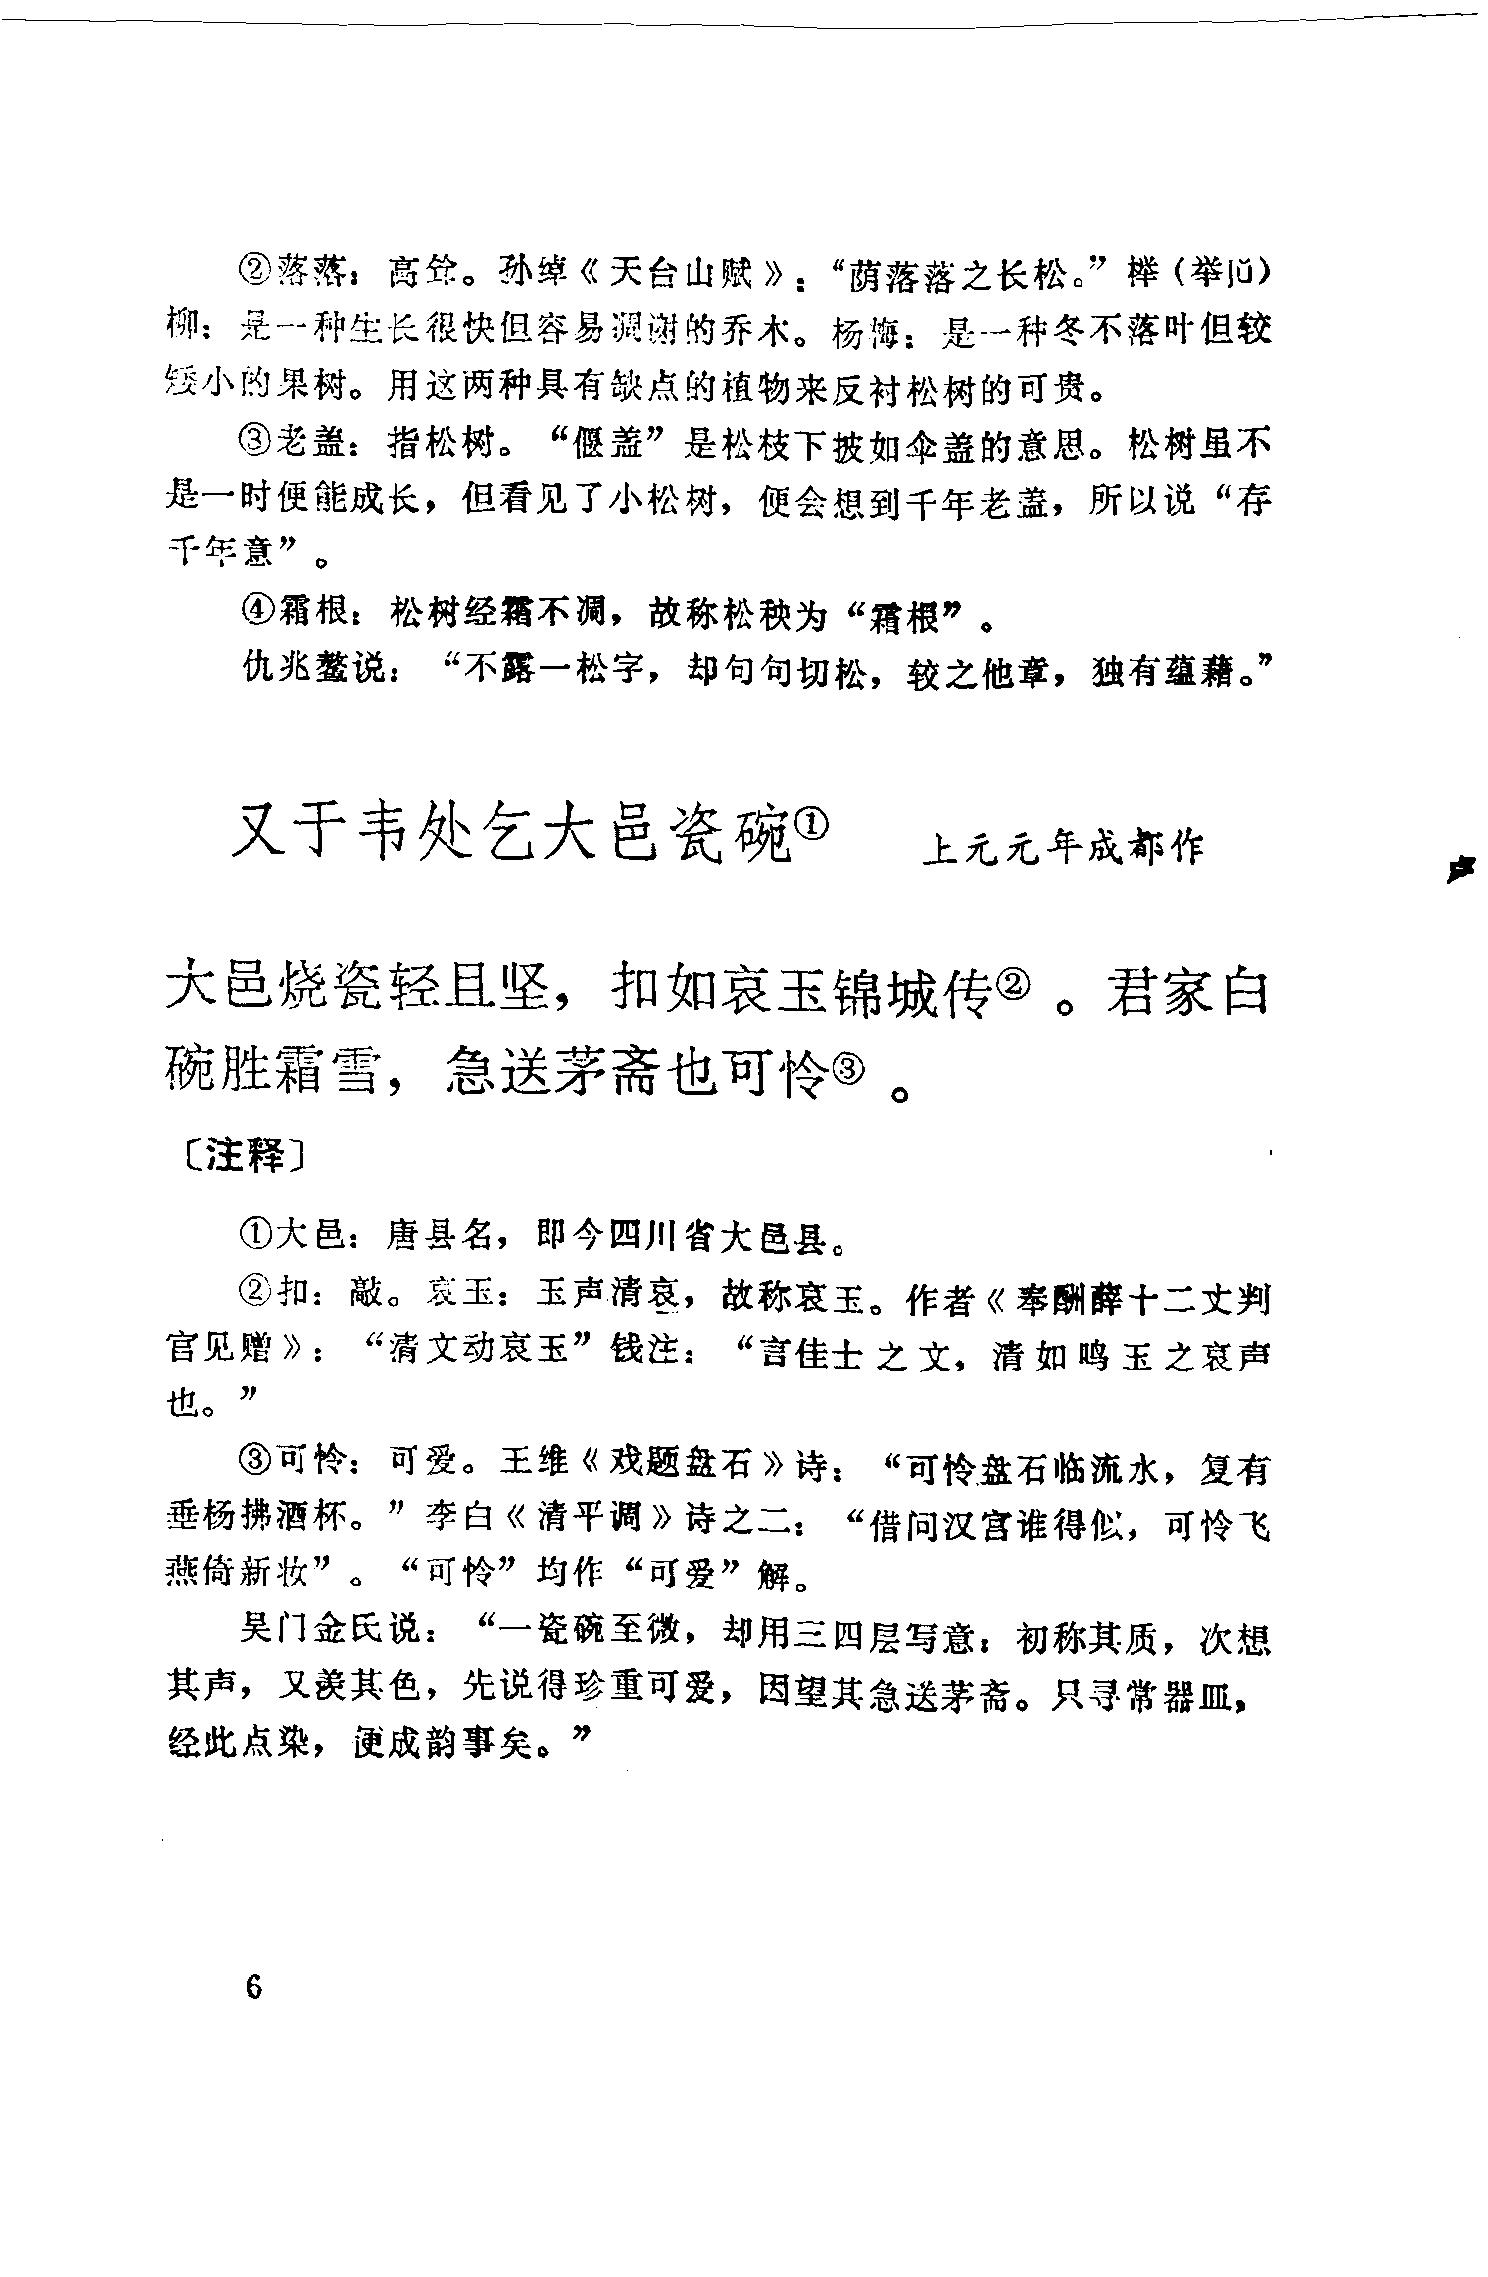 ②落落：高耸。孙绰《天台山赋》：“荫落落之长松。”榉（举jǔ）
柳：是一种生长很快但容易凋谢的乔木。杨梅：是一种冬不落叶但较
矮小的果树。用这两种具有缺点的植物来反衬松树的可贵。
③老盖：指松树。“偃盖”是松枝下披如伞盖的意思。松树虽不
是一时便能成长，但看见了小松树，便会想到千年老盖，所以说“存
千年意”。
④霜根：松树经霜不凋，故称松秧为“霜根”。
仇兆鳌说：“不露一松字，却句句切松，较之他章，独有蕴藉。”
又于韦处乞大邑瓷碗① 上元元年成都作
大邑烧瓷轻且坚，扣如哀玉锦城传②。君家白
碗胜霜雪，急送茅斋也可怜③。
〔注释〕
①大邑：唐县名，即今四川省大邑县。
②扣：敲。哀玉：玉声清哀，故称哀玉。作者《奉酬薛十二丈判
官见赠》：“清文动哀玉”钱注：“言佳士之文，清如鸣玉之哀声
也。”
③可怜：可爱。王维《戏题盘石》诗：“可怜盘石临流水，复有
垂杨拂酒杯。”李白《清平调》诗之二：“借问汉宫谁得似，可怜飞
燕倚新妆”。“可怜”均作“可爱”解。
吴门金氏说：“一瓷碗至微，却用三四层写意：初称其质，次想
其声，又羡其色，先说得珍重可爱，因望其急送茅斋。只寻常器皿，
经此点染，便成韵事矣。”
6